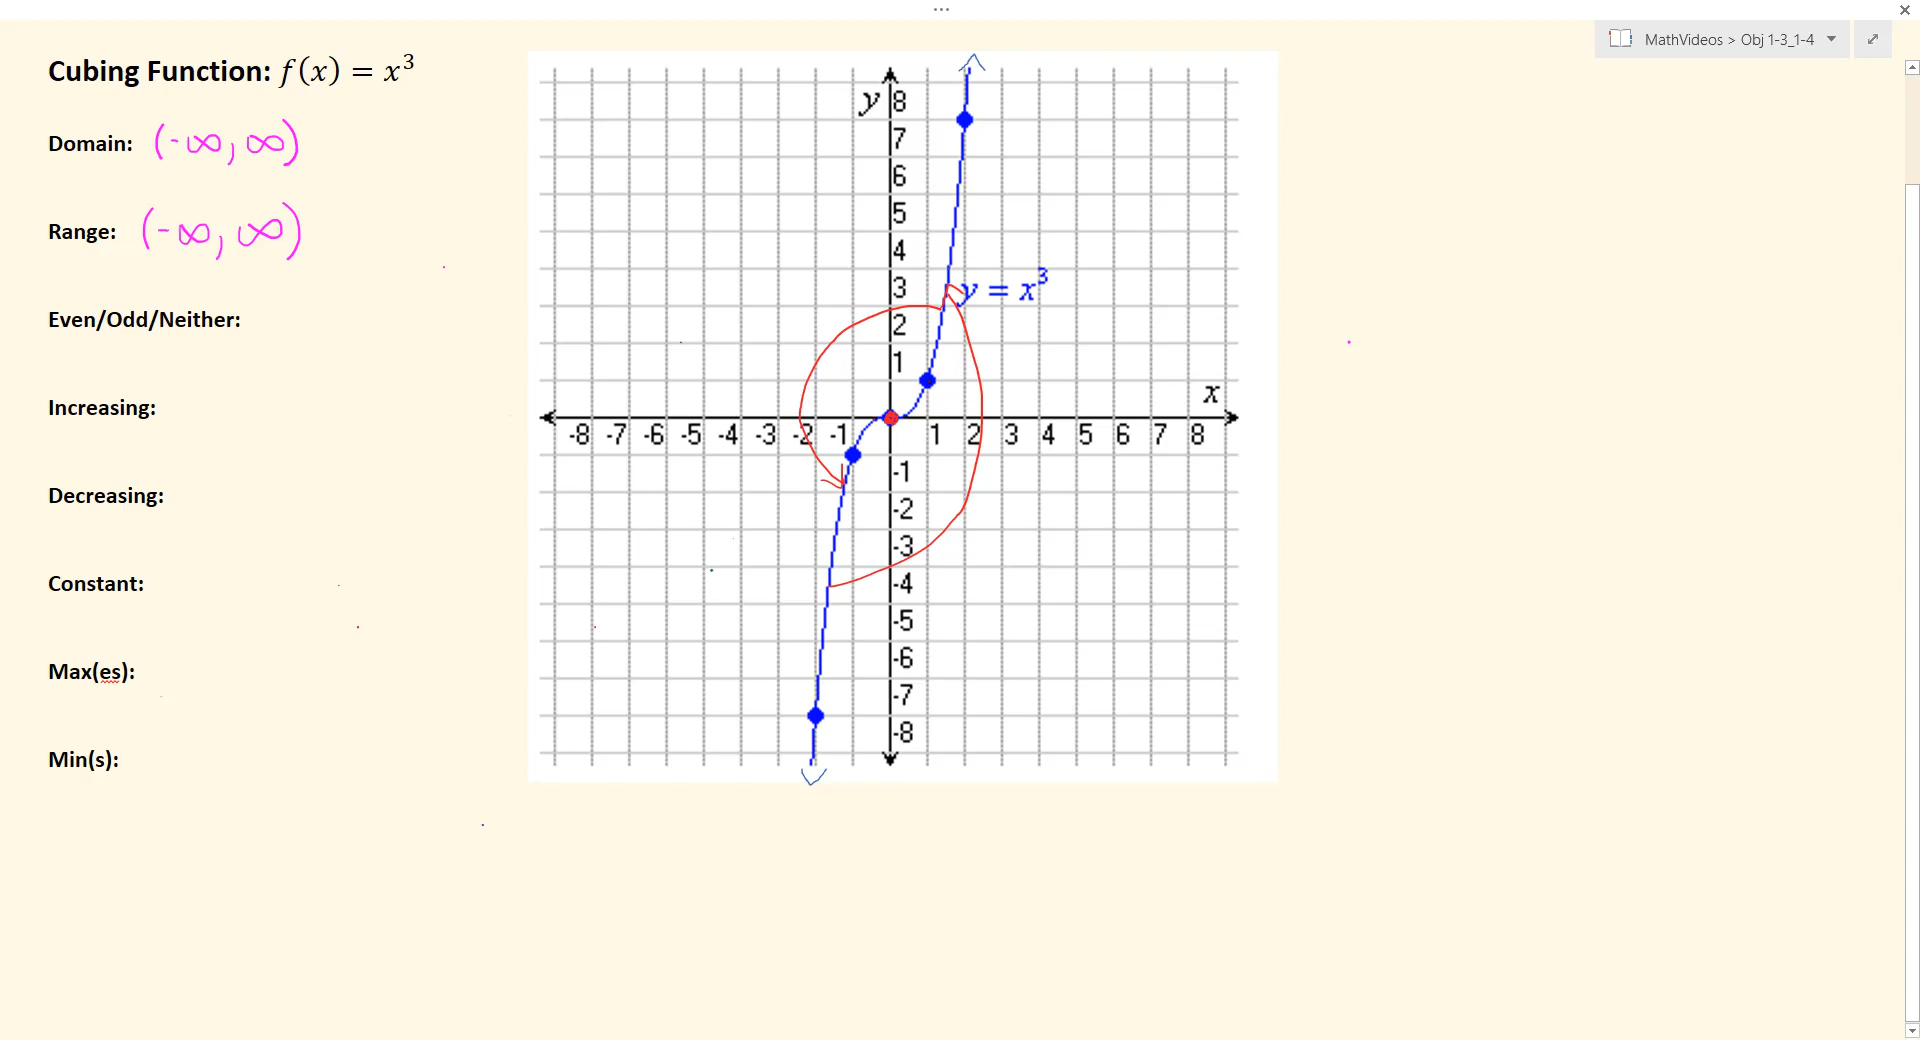 MathVideos > Obj 1-3_1-4
Cubing Function: f(x) = x³
Domain: (-∞, ∞)
Range: (-∞, ∞)
Even/Odd/Neither:
Increasing:
Decreasing:
Constant:
Max(es):
Min(s):
y
8
7
6
5
4
3
y = x³
2
1
x
-8 -7 -6 -5 -4 -3 -2 -1 1 2 3 4 5 6 7 8
-1
-2
-3
-4
-5
-6
-7
-8